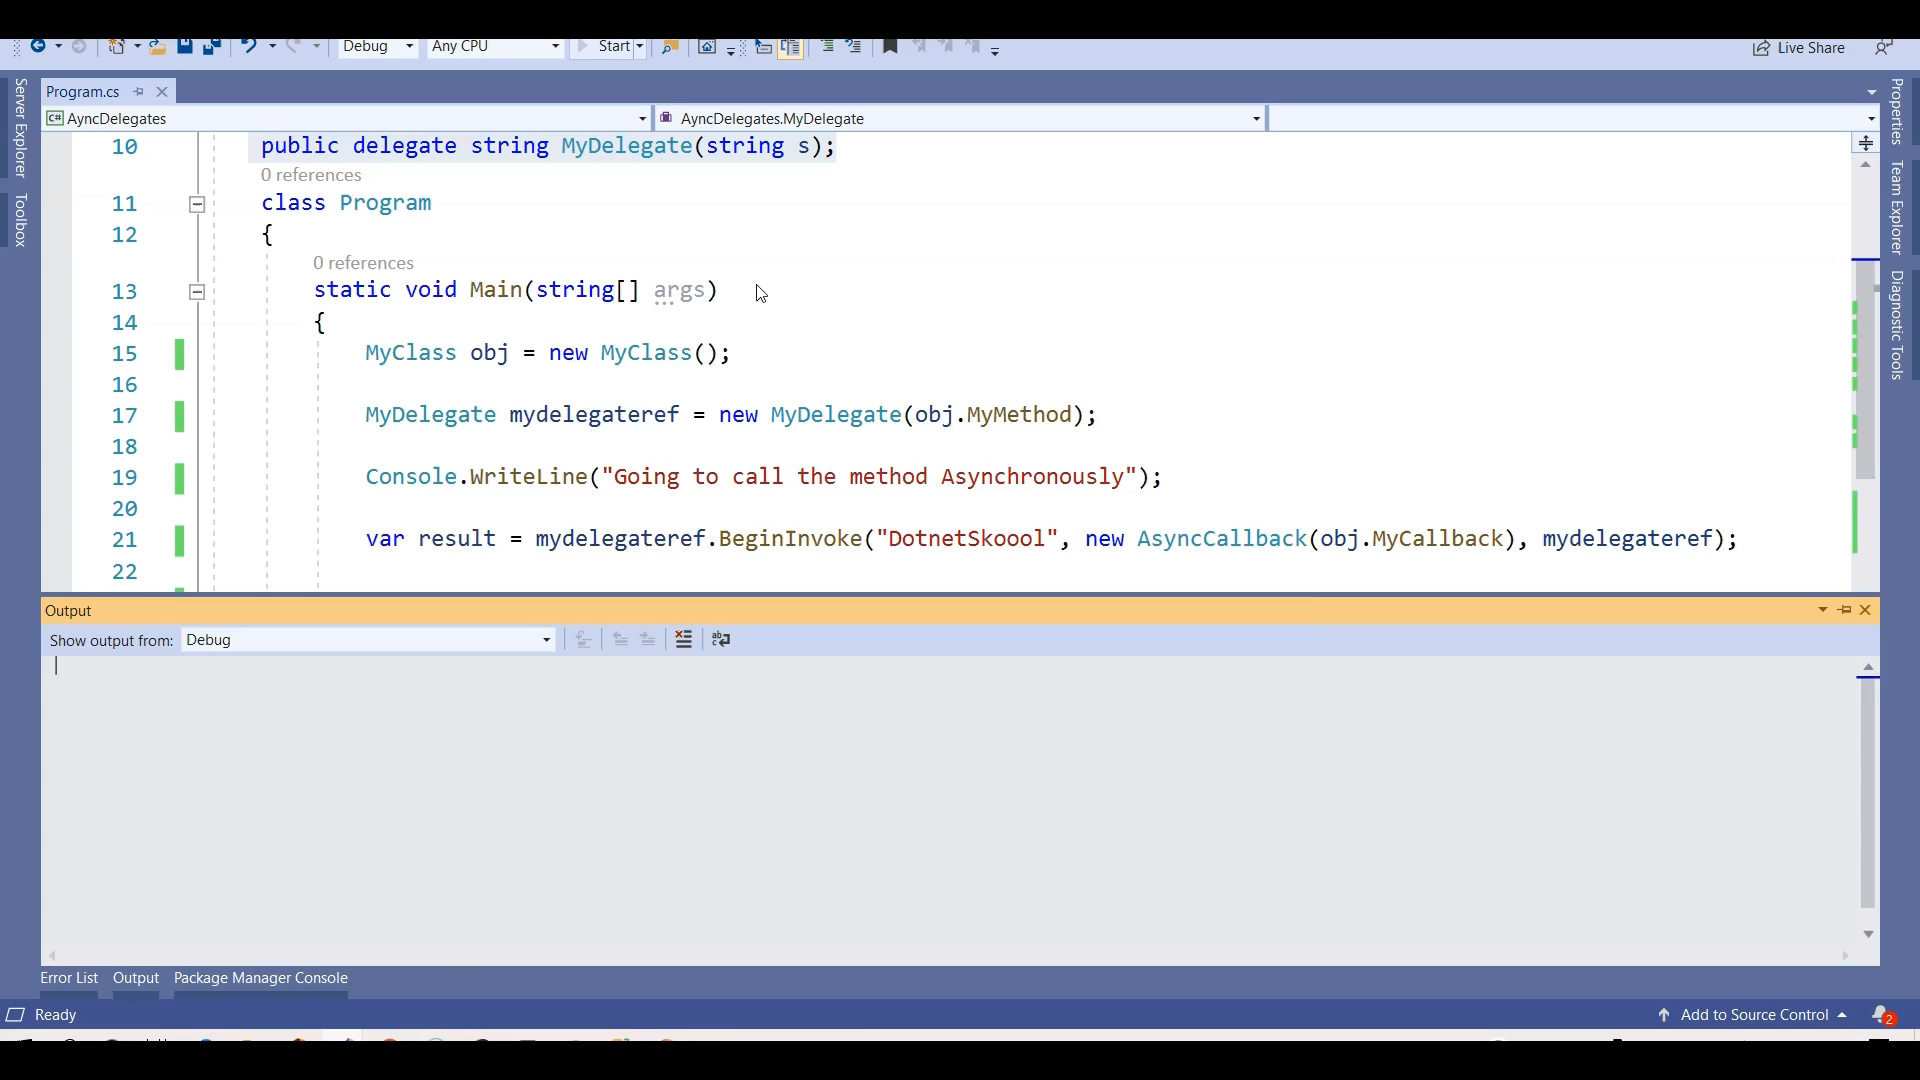 Debug Any CPU Start Live Share
Program.cs
AyncDelegates AyncDelegates.MyDelegate
Server Explorer
Toolbox
10 public delegate string MyDelegate(string s);
0 references
11 class Program
12 {
0 references
13 static void Main(string[] args)
14 {
15 MyClass obj = new MyClass();
16
17 MyDelegate mydelegateref = new MyDelegate(obj.MyMethod);
18
19 Console.WriteLine("Going to call the method Asynchronously");
20
21 var result = mydelegateref.BeginInvoke("DotnetSkoool", new AsyncCallback(obj.MyCallback), mydelegateref);
22
Properties
Team Explorer
Diagnostic Tools
Output
Show output from: Debug
Error List Output Package Manager Console
Ready Add to Source Control 2